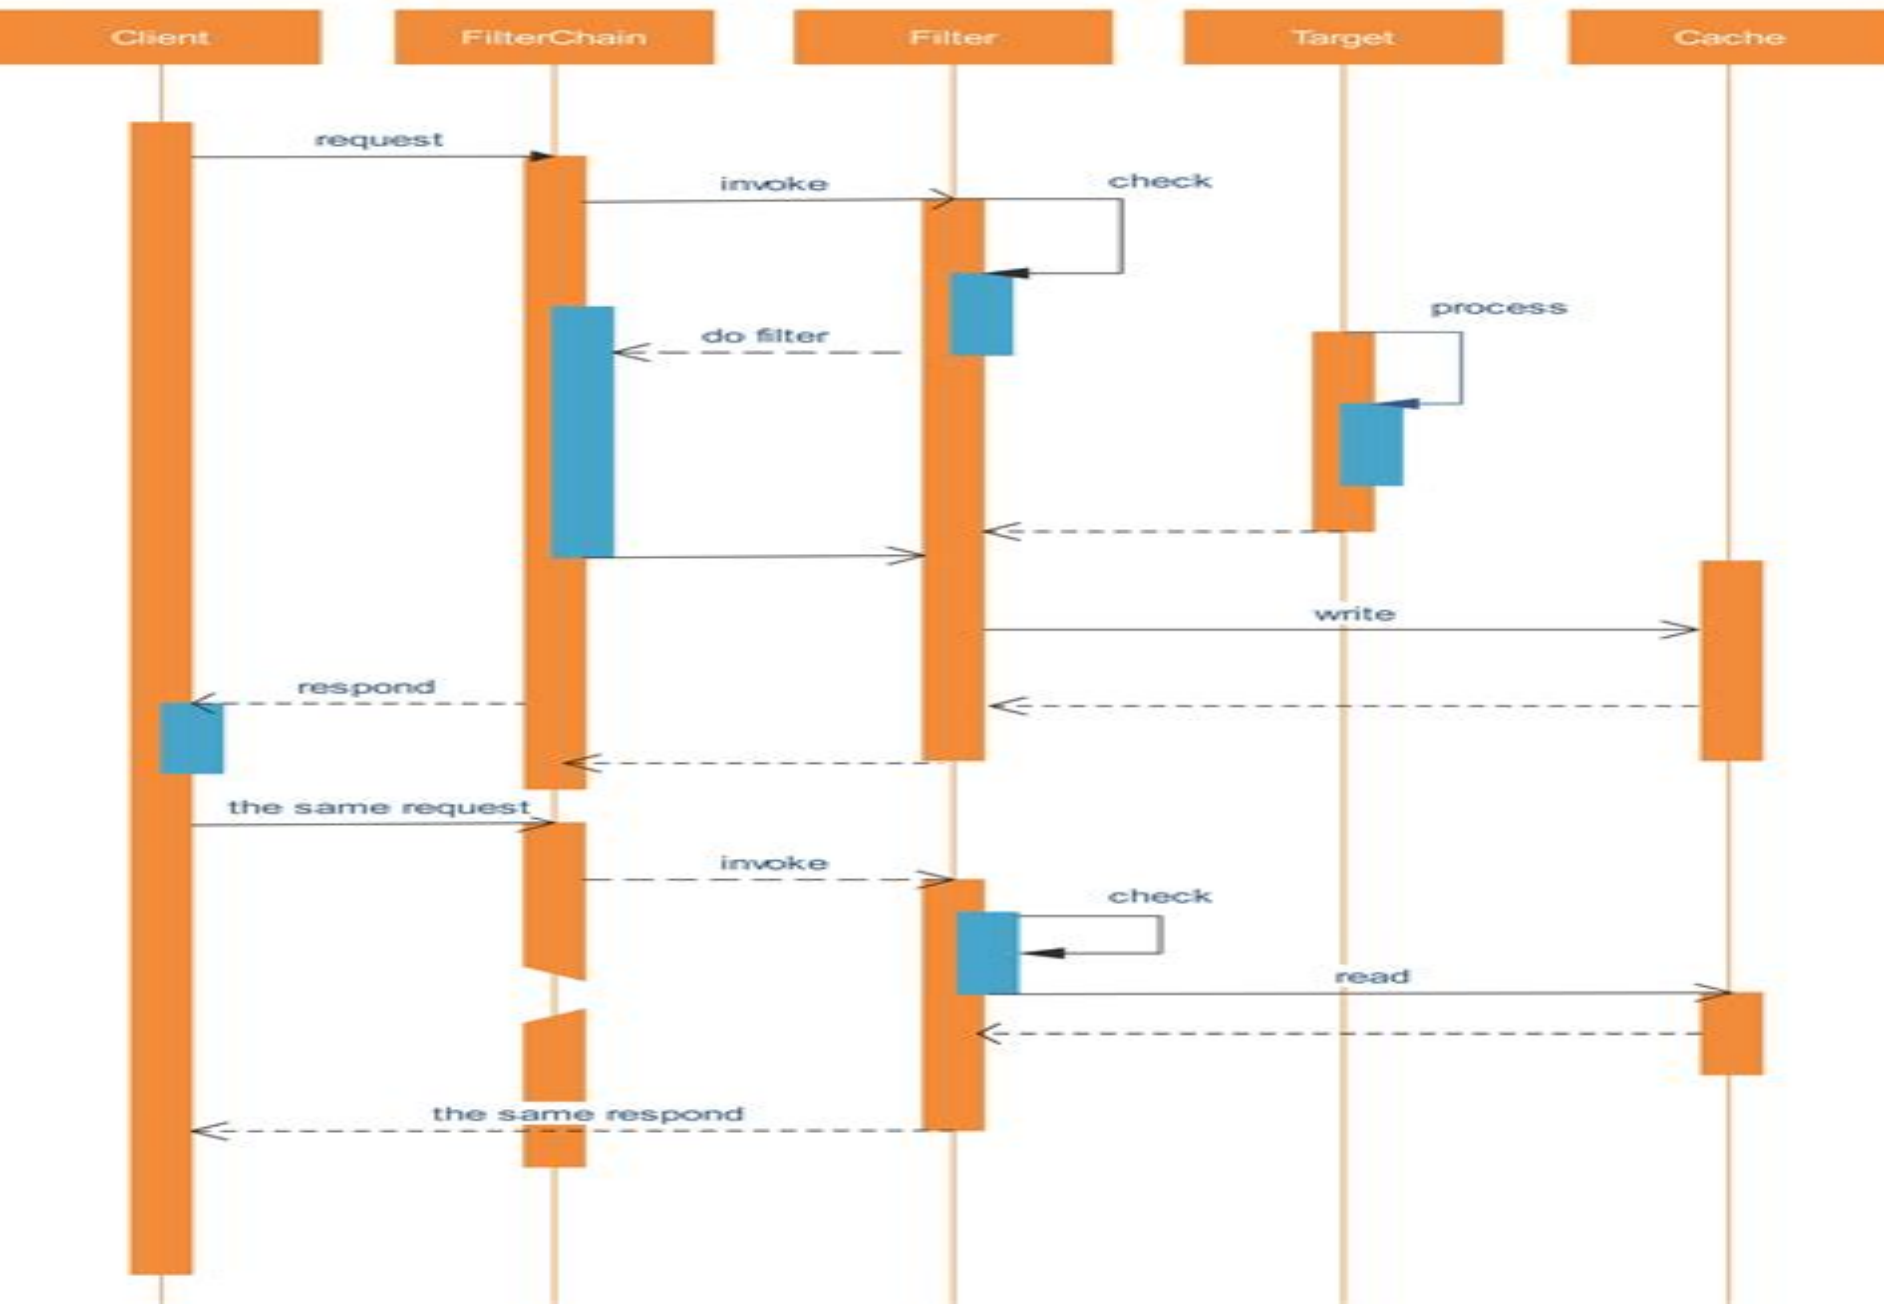 Client
FilterChain
Filter
Target
Cache
request
invoke
check
process
do filter
write
respond
the same request
invoke
check
read
the same respond